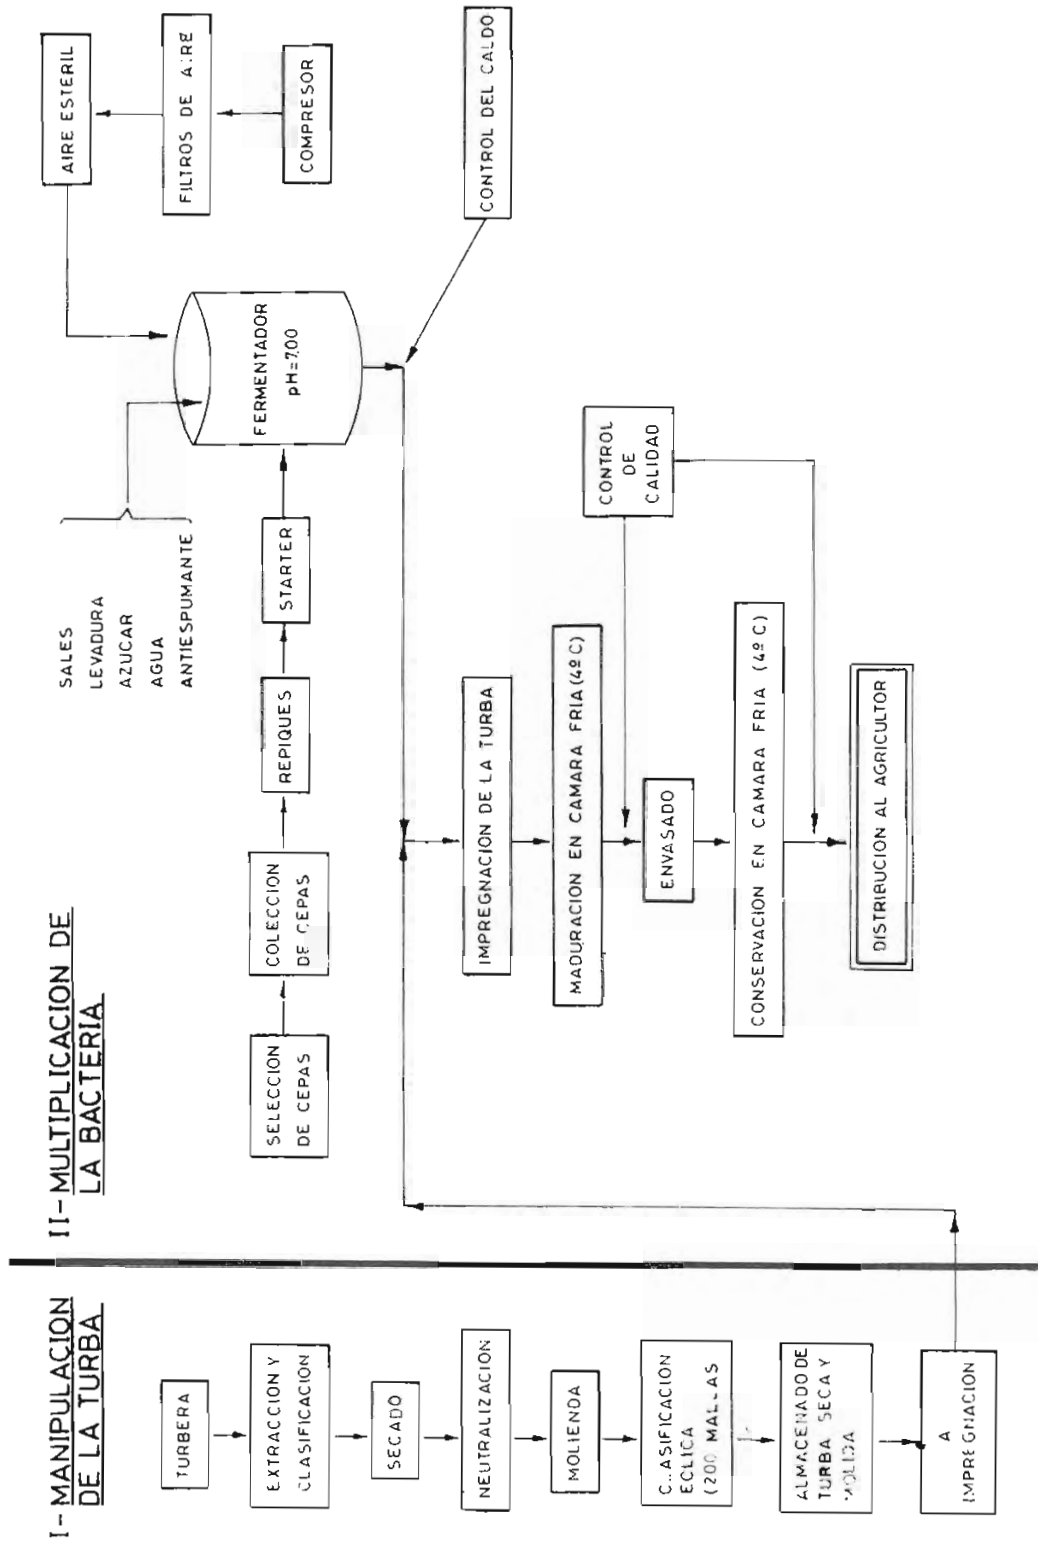 I-MANIPULACION
DE LA TURBA
TURBERA
EXTRACCION Y
CLASIFICACION
SECADO
NEUTRALIZACIÓN
MOLIENDA
CLASIFICACION
EOLICA
(200 MALLAS
ALMACENADO DE
TURBA SECA Y
MOLIDA
A
IMPREGNACION
II-MULTIPLICACION DE
LA BACTERIA
SELECCION
DE CEPAS
COLECCION
DE CEPAS
REPIQUES
STARTER
SALES
LEVADURA
AZUCAR
AGUA
ANTIESPUMANTE
FERMENTADOR
pH=7.00
AIRE ESTERIL
FILTROS DE AIRE
COMPRESOR
CONTROL DEL CALDO
IMPREGNACION DE LA TURBA
MADURACION EN CAMARA FRIA (4º C)
CONTROL
DE
CALIDAD
ENVASADO
CONSERVACION EN CAMARA FRIA (4º C)
DISTRIBUCION AL AGRICULTOR